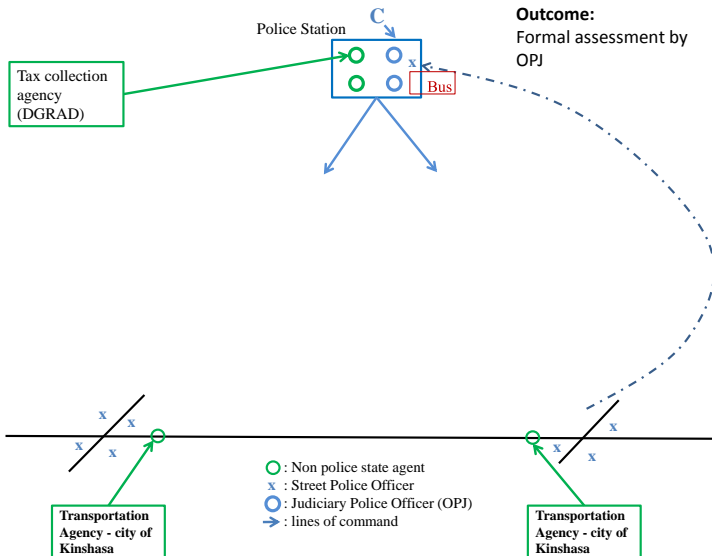 C
Outcome:
Formal assessment by
OPJ
Police Station
x
Bus
Tax collection
agency
(DGRAD)
x
x
x
x
x
x
x
: Non police state agent
x : Street Police Officer
: Judiciary Police Officer (OPJ)
: lines of command
Transportation
Agency - city of
Kinshasa
Transportation
Agency - city of
Kinshasa